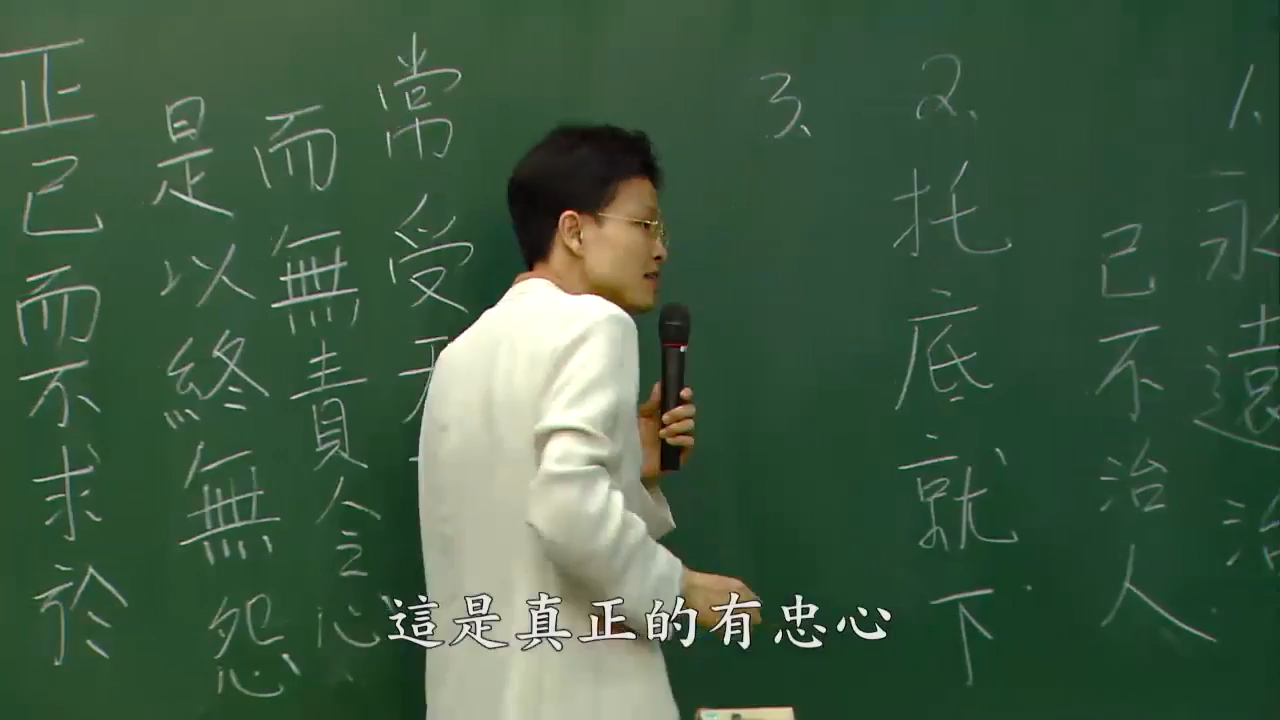 1、永遠治
己不治人
2、托底就下
3、
常受
而無責人之心
是以終無怨
正己而不求於
這是真正的有忠心